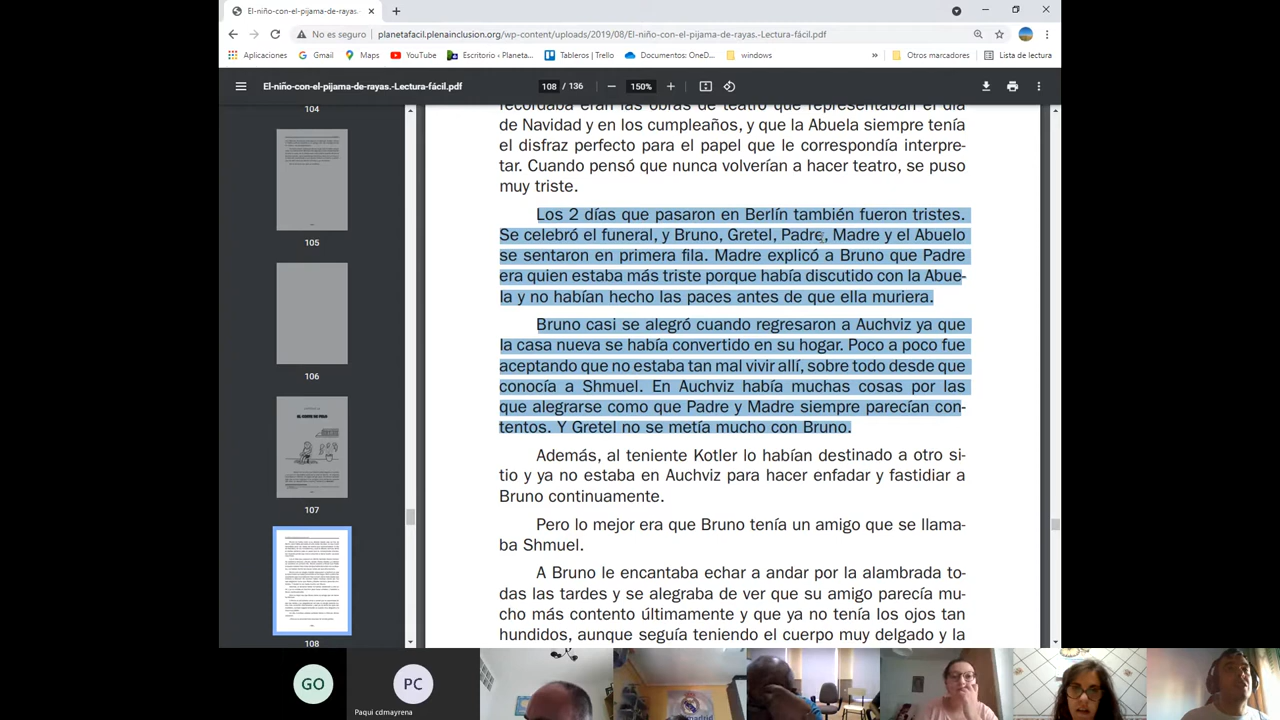 El-niño-con-el-pijama-de-rayas.-
No es seguro
planetafacil.plenainclusion.org/wp-content/uploads/2019/08/El-niño-con-el-pijama-de-rayas.-Lectura-fácil.pdf
Aplicaciones
Gmail
Maps
YouTube
Escritorio – Planeta...
Tableros | Trello
Documentos: OneD...
windows
»
Otros marcadores
Lista de lectura
El-niño-con-el-pijama-de-rayas.-Lectura-fácil.pdf
108 / 136
150%
104
105
106
107
108
recordaba eran las obras de teatro que representaban el día
de Navidad y en los cumpleaños, y que la Abuela siempre tenía
el disfraz perfecto para el papel que le correspondía interpre-
tar. Cuando pensó que nunca volverían a hacer teatro, se puso
muy triste.
Los 2 días que pasaron en Berlín también fueron tristes.
Se celebró el funeral, y Bruno, Gretel, Padre, Madre y el Abuelo
se sentaron en primera fila. Madre explicó a Bruno que Padre
era quien estaba más triste porque había discutido con la Abue-
la y no habían hecho las paces antes de que ella muriera.
Bruno casi se alegró cuando regresaron a Auchviz ya que
la casa nueva se había convertido en su hogar. Poco a poco fue
aceptando que no estaba tan mal vivir allí, sobre todo desde que
conocía a Shmuel. En Auchviz había muchas cosas por las
que alegrarse como que Padre y Madre siempre parecían con-
tentos. Y Gretel no se metía mucho con Bruno.
Además, al teniente Kotler lo habían destinado a otro si-
tio y ya no estaba en Auchviz para hacer enfadar y fastidiar a
Bruno continuamente.
Pero lo mejor era que Bruno tenía un amigo que se llama-
ba Shmuel.
A Bruno le encantaba echar a andar por la alambrada to-
das las tardes y se alegraba de ver que su amigo parecía mu-
cho más contento últimamente, y que ya no tenía los ojos tan
hundidos, aunque seguía teniendo el cuerpo muy delgado y la
GO
PC
Paqui cdmayrena
madrid